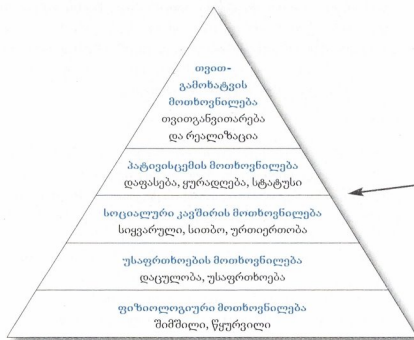 თვით-
გამოხატვის
მოთხოვნილება
თვითგანვითარება
და რეალიზაცია
პატივისცემის მოთხოვნილება
დაფასება, ყურადღება, სტატუსი
სოციალური კავშირის მოთხოვნილება
სიყვარული, სითბო, ურთიერთობა
უსაფრთხოების მოთხოვნილება
დაცულობა, უსაფრთხოება
ფიზიოლოგიური მოთხოვნილება
შიმშილი, წყურვილი